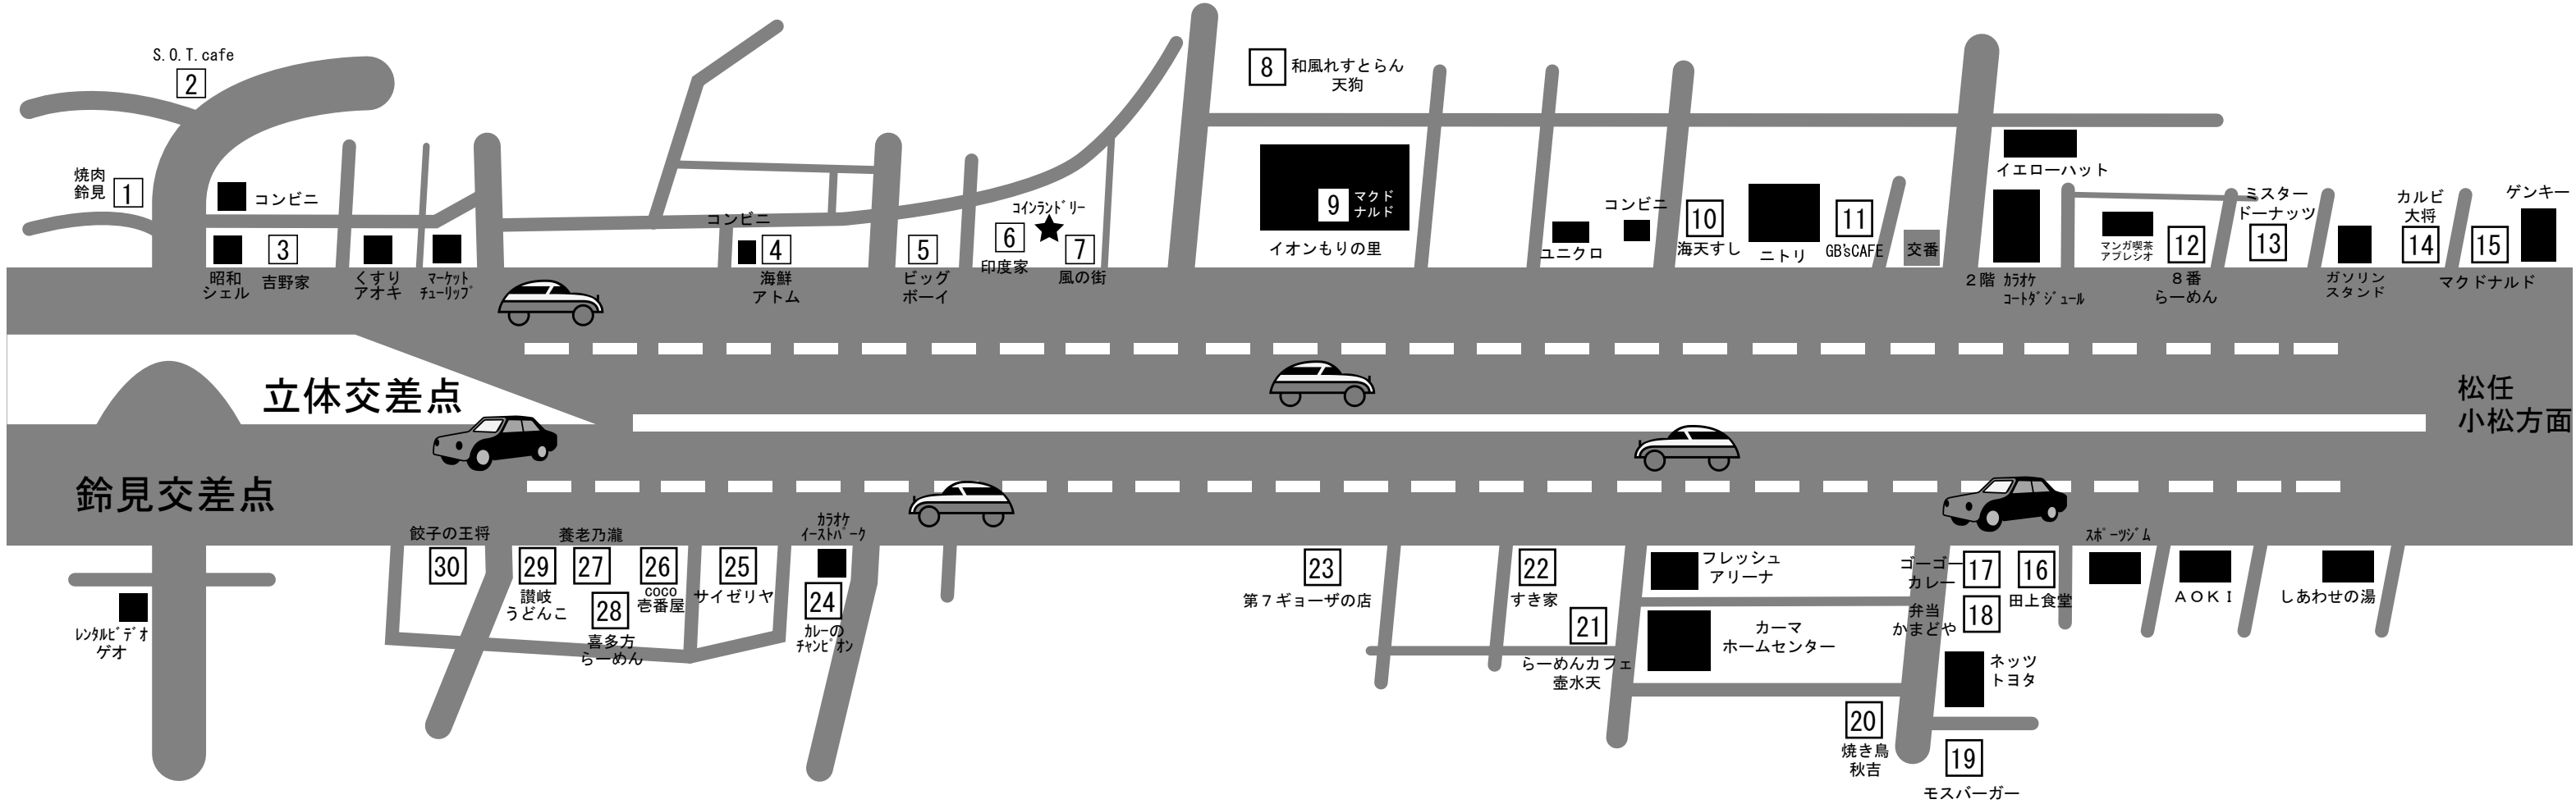 S.O.T.cafe
2
焼肉
鈴見
1
コンビニ
昭和
シェル
3
吉野家
くすり
アオキ
マーケット
チューリップ
コンビニ
4
海鮮
アトム
5
ビッグ
ボーイ
6
印度家
コインランドリー
7
風の街
8
和風れすとらん
天狗
9
マクド
ナルド
イオンもりの里
ユニクロ
コンビニ
10
海天すし
ニトリ
11
GB'sCAFE
交番
イエローハット
2階 カラオケ
コートダジュール
マンガ喫茶
アプレシオ
12
8番
らーめん
ミスター
ドーナッツ
13
ガソリン
スタンド
カルビ
大将
14
15
マクドナルド
ゲンキー
立体交差点
鈴見交差点
松任
小松方面
レンタルビデオ
ゲオ
餃子の王将
30
29
讃岐
うどんこ
養老乃瀧
27
28
喜多方
らーめん
26
coco
壱番屋
25
サイゼリヤ
カラオケ
イーストパーク
24
カレーの
チャンピオン
23
第7ギョーザの店
22
すき家
21
らーめんカフェ
壺水天
フレッシュ
アリーナ
カーマ
ホームセンター
20
焼き鳥
秋吉
ゴーゴー
カレー
17
16
田上食堂
弁当
かまどや
18
ネッツ
トヨタ
19
モスバーガー
スポーツジム
AOKI
しあわせの湯